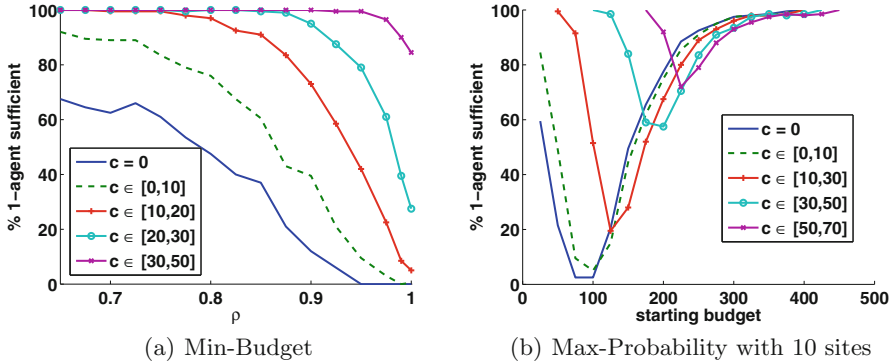 % 1-agent sufficient
100
80
60
40
20
0
c = 0
c ∈ [0,10]
c ∈ [10,20]
c ∈ [20,30]
c ∈ [30,50]
0.7 0.8 0.9 1
ρ
(a) Min-Budget
% 1-agent sufficient
100
80
60
40
20
0
c = 0
c ∈ [0,10]
c ∈ [10,30]
c ∈ [30,50]
c ∈ [50,70]
0 100 200 300 400 500
starting budget
(b) Max-Probability with 10 sites